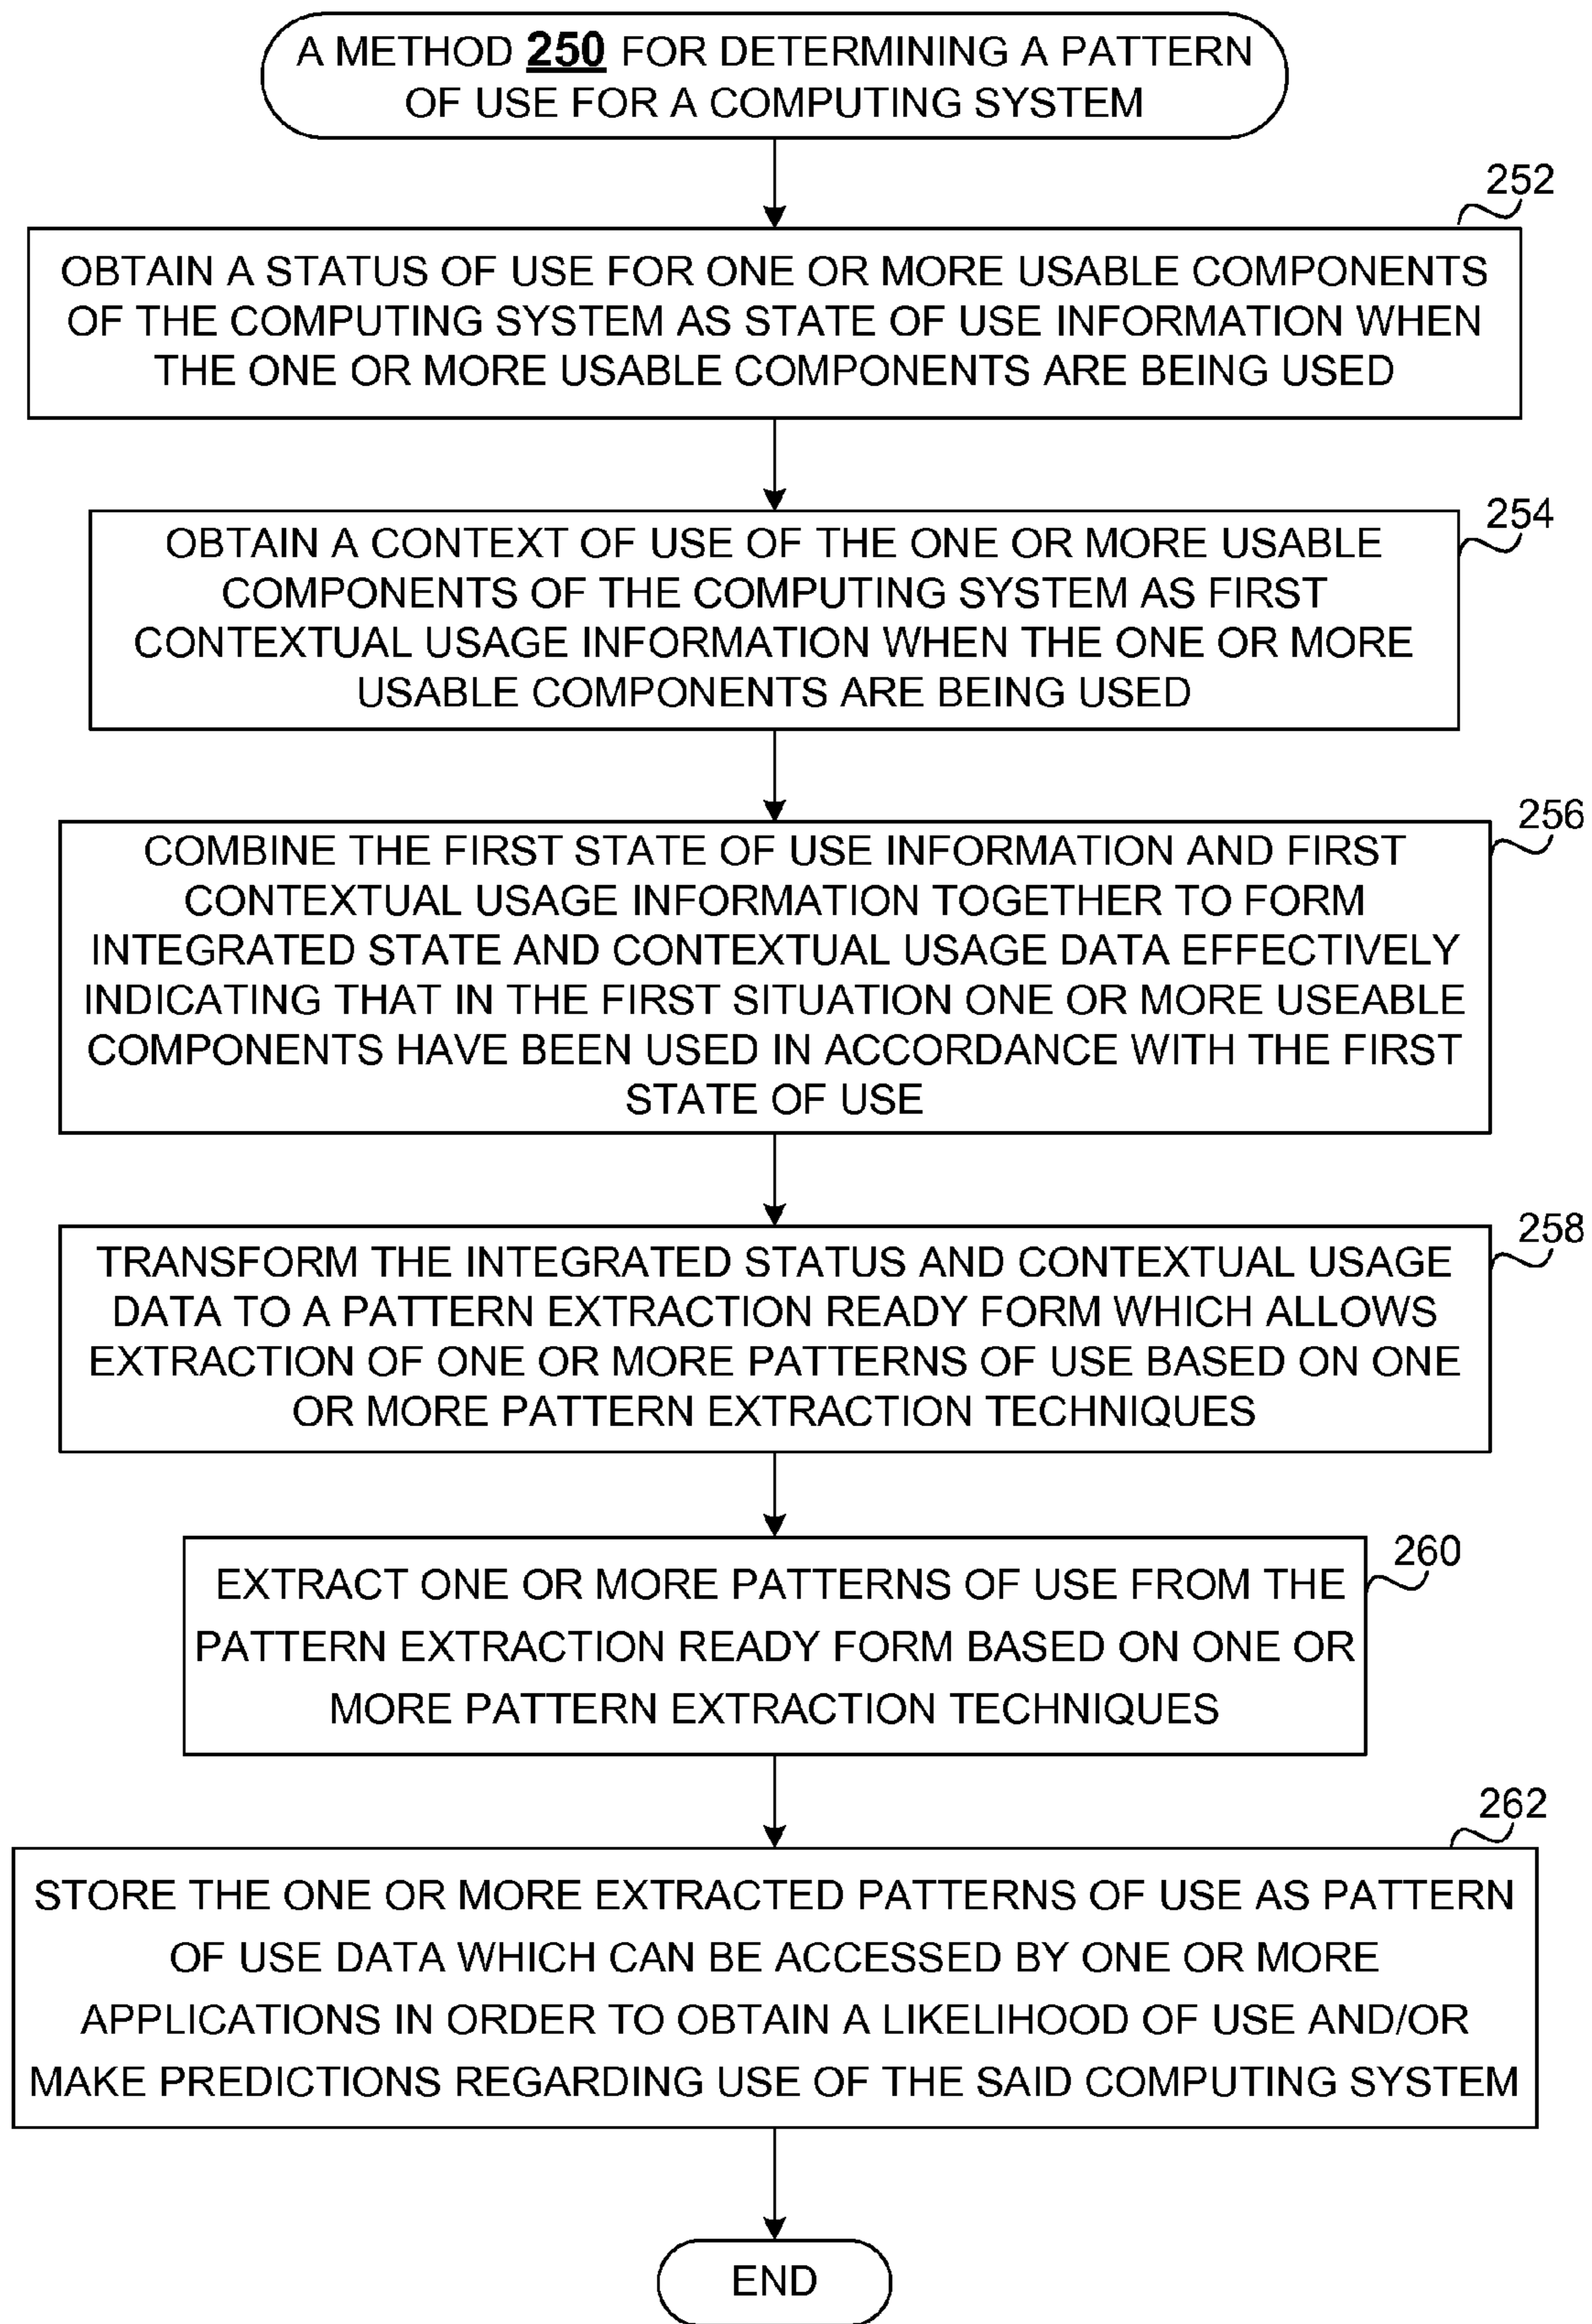 A METHOD 250 FOR DETERMINING A PATTERN
OF USE FOR A COMPUTING SYSTEM
252
OBTAIN A STATUS OF USE FOR ONE OR MORE USABLE COMPONENTS
OF THE COMPUTING SYSTEM AS STATE OF USE INFORMATION WHEN
THE ONE OR MORE USABLE COMPONENTS ARE BEING USED
254
OBTAIN A CONTEXT OF USE OF THE ONE OR MORE USABLE
COMPONENTS OF THE COMPUTING SYSTEM AS FIRST
CONTEXTUAL USAGE INFORMATION WHEN THE ONE OR MORE
USABLE COMPONENTS ARE BEING USED
256
COMBINE THE FIRST STATE OF USE INFORMATION AND FIRST
CONTEXTUAL USAGE INFORMATION TOGETHER TO FORM
INTEGRATED STATE AND CONTEXTUAL USAGE DATA EFFECTIVELY
INDICATING THAT IN THE FIRST SITUATION ONE OR MORE USEABLE
COMPONENTS HAVE BEEN USED IN ACCORDANCE WITH THE FIRST
STATE OF USE
258
TRANSFORM THE INTEGRATED STATUS AND CONTEXTUAL USAGE
DATA TO A PATTERN EXTRACTION READY FORM WHICH ALLOWS
EXTRACTION OF ONE OR MORE PATTERNS OF USE BASED ON ONE
OR MORE PATTERN EXTRACTION TECHNIQUES
260
EXTRACT ONE OR MORE PATTERNS OF USE FROM THE
PATTERN EXTRACTION READY FORM BASED ON ONE OR
MORE PATTERN EXTRACTION TECHNIQUES
262
STORE THE ONE OR MORE EXTRACTED PATTERNS OF USE AS PATTERN
OF USE DATA WHICH CAN BE ACCESSED BY ONE OR MORE
APPLICATIONS IN ORDER TO OBTAIN A LIKELIHOOD OF USE AND/OR
MAKE PREDICTIONS REGARDING USE OF THE SAID COMPUTING SYSTEM
END